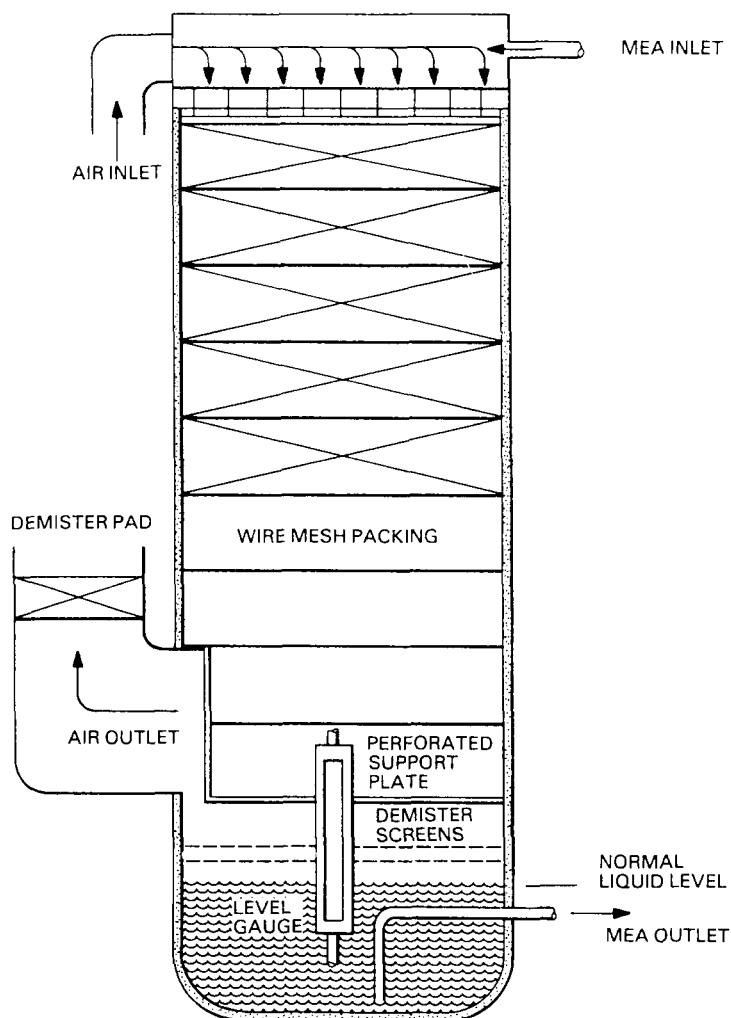 MEA INLET
AIR INLET
DEMISTER PAD
WIRE MESH PACKING
AIR OUTLET
PERFORATED
SUPPORT
PLATE
DEMISTER
SCREENS
NORMAL
LIQUID LEVEL
LEVEL
GAUGE
MEA OUTLET